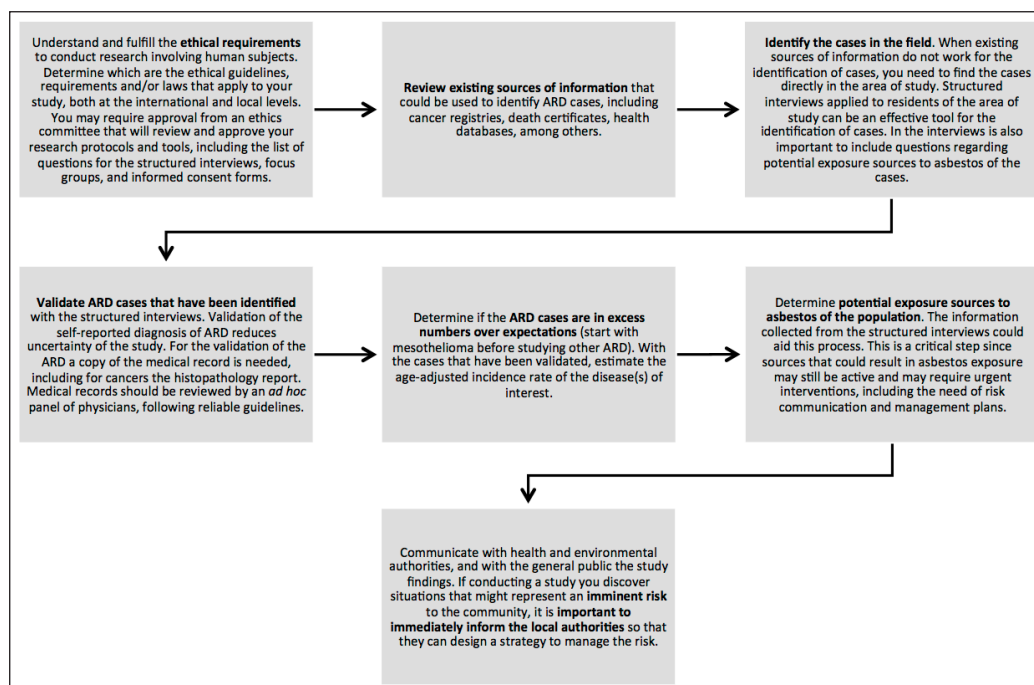 Understand and fulfill the ethical requirements
to conduct research involving human subjects.
Determine which are the ethical guidelines,
requirements and/or laws that apply to your
study, both at the international and local levels.
You may require approval from an ethics
committee that will review and approve your
research protocols and tools, including the list of
questions for the structured interviews, focus
groups, and informed consent forms.
Review existing sources of information that
could be used to identify ARD cases, including
cancer registries, death certificates, health
databases, among others.
Identify the cases in the field. When existing
sources of information do not work for the
identification of cases, you need to find the cases
directly in the area of study. Structured
interviews applied to residents of the area of
study can be an effective tool for the
identification of cases. In the interviews is also
important to include questions regarding
potential exposure sources to asbestos of the
cases.
Validate ARD cases that have been identified
with the structured interviews. Validation of the
self-reported diagnosis of ARD reduces
uncertainty of the study. For the validation of the
ARD a copy of the medical record is needed,
including for cancers the histopathology report.
Medical records should be reviewed by an ad hoc
panel of physicians, following reliable guidelines.
Determine if the ARD cases are in excess
numbers over expectations (start with
mesothelioma before studying other ARD). With
the cases that have been validated, estimate the
age-adjusted incidence rate of the disease(s) of
interest.
Determine potential exposure sources to
asbestos of the population. The information
collected from the structured interviews could
aid this process. This is a critical step since
sources that could result in asbestos exposure
may still be active and may require urgent
interventions, including the need of risk
communication and management plans.
Communicate with health and environmental
authorities, and with the general public the study
findings. If conducting a study you discover
situations that might represent an imminent risk
to the community, it is important to
immediately inform the local authorities so that
they can design a strategy to manage the risk.